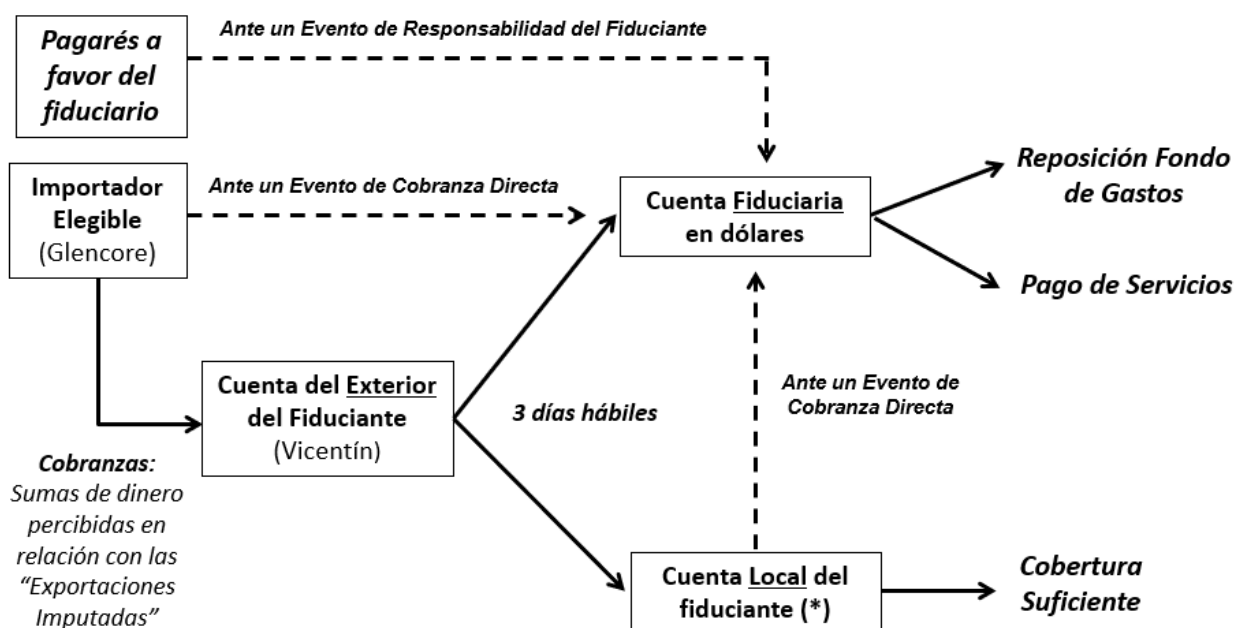 Pagarés a
favor del
fiduciario
Ante un Evento de Responsabilidad del Fiduciante
Importador
Elegible
(Glencore)
Ante un Evento de Cobranza Directa
Cuenta Fiduciaria
en dólares
Reposición Fondo
de Gastos
Pago de Servicios
Cuenta del Exterior
del Fiduciante
(Vicentín)
3 días hábiles
Ante un Evento de
Cobranza Directa
Cobranzas:
Sumas de dinero
percibidas en
relación con las
“Exportaciones
Imputadas”
Cuenta Local del
fiduciante (*)
Cobertura
Suficiente